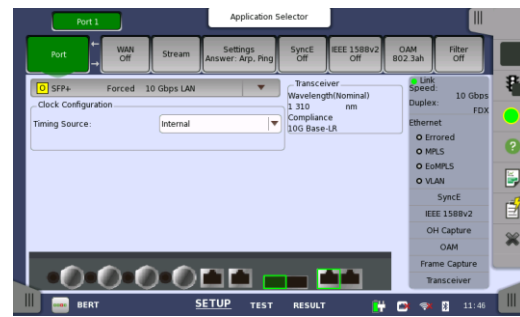 Port 1
Application Selector
Port
WAN
Off
Stream
Settings
Answer: Arp, Ping
SyncE
Off
IEEE 1588v2
Off
OAM
802.3ah
Filter
Off
SFP+ Forced 10 Gbps LAN
Clock Configuration
Timing Source: Internal
Transceiver
Wavelength(Nominal)
1 310 nm
Compliance
10G Base-LR
Link
Speed:
10 Gbps
Duplex:
FDX
Ethernet
Errored
MPLS
EoMPLS
VLAN
SyncE
IEEE 1588v2
OH Capture
OAM
Frame Capture
Transceiver
BERT SETUP TEST RESULT 11:46